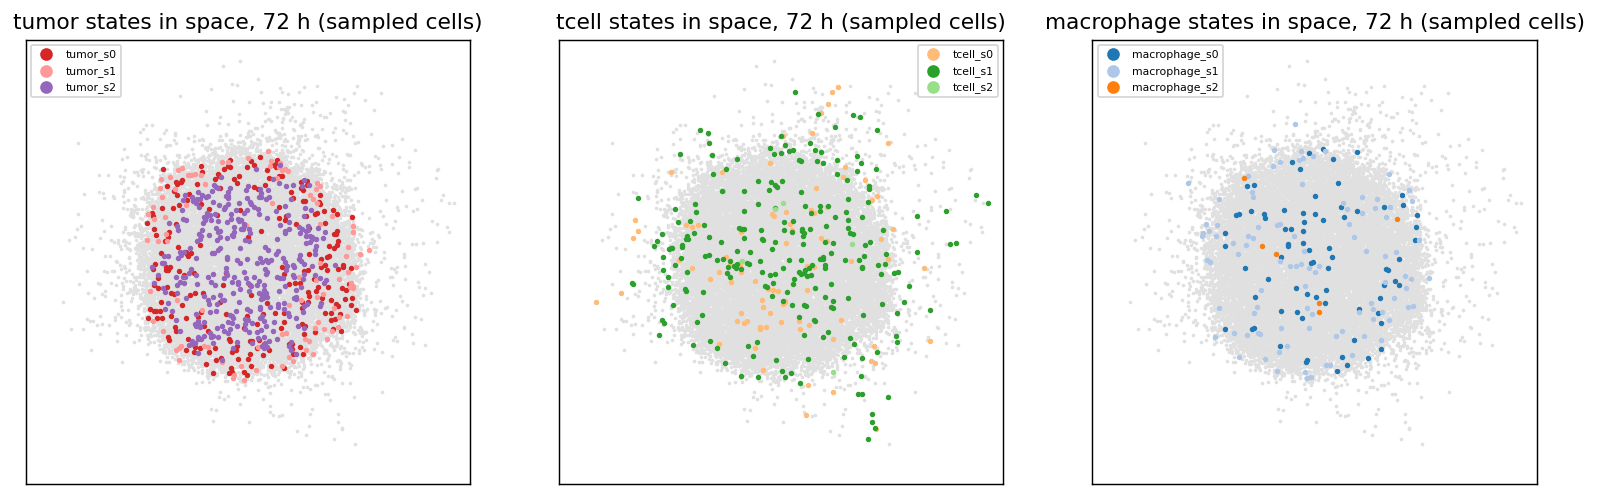 tumor states in space, 72 h (sampled cells)
tumor_s0
tumor_s1
tumor_s2
tcell states in space, 72 h (sampled cells)
tcell_s0
tcell_s1
tcell_s2
macrophage states in space, 72 h (sampled cells)
macrophage_s0
macrophage_s1
macrophage_s2